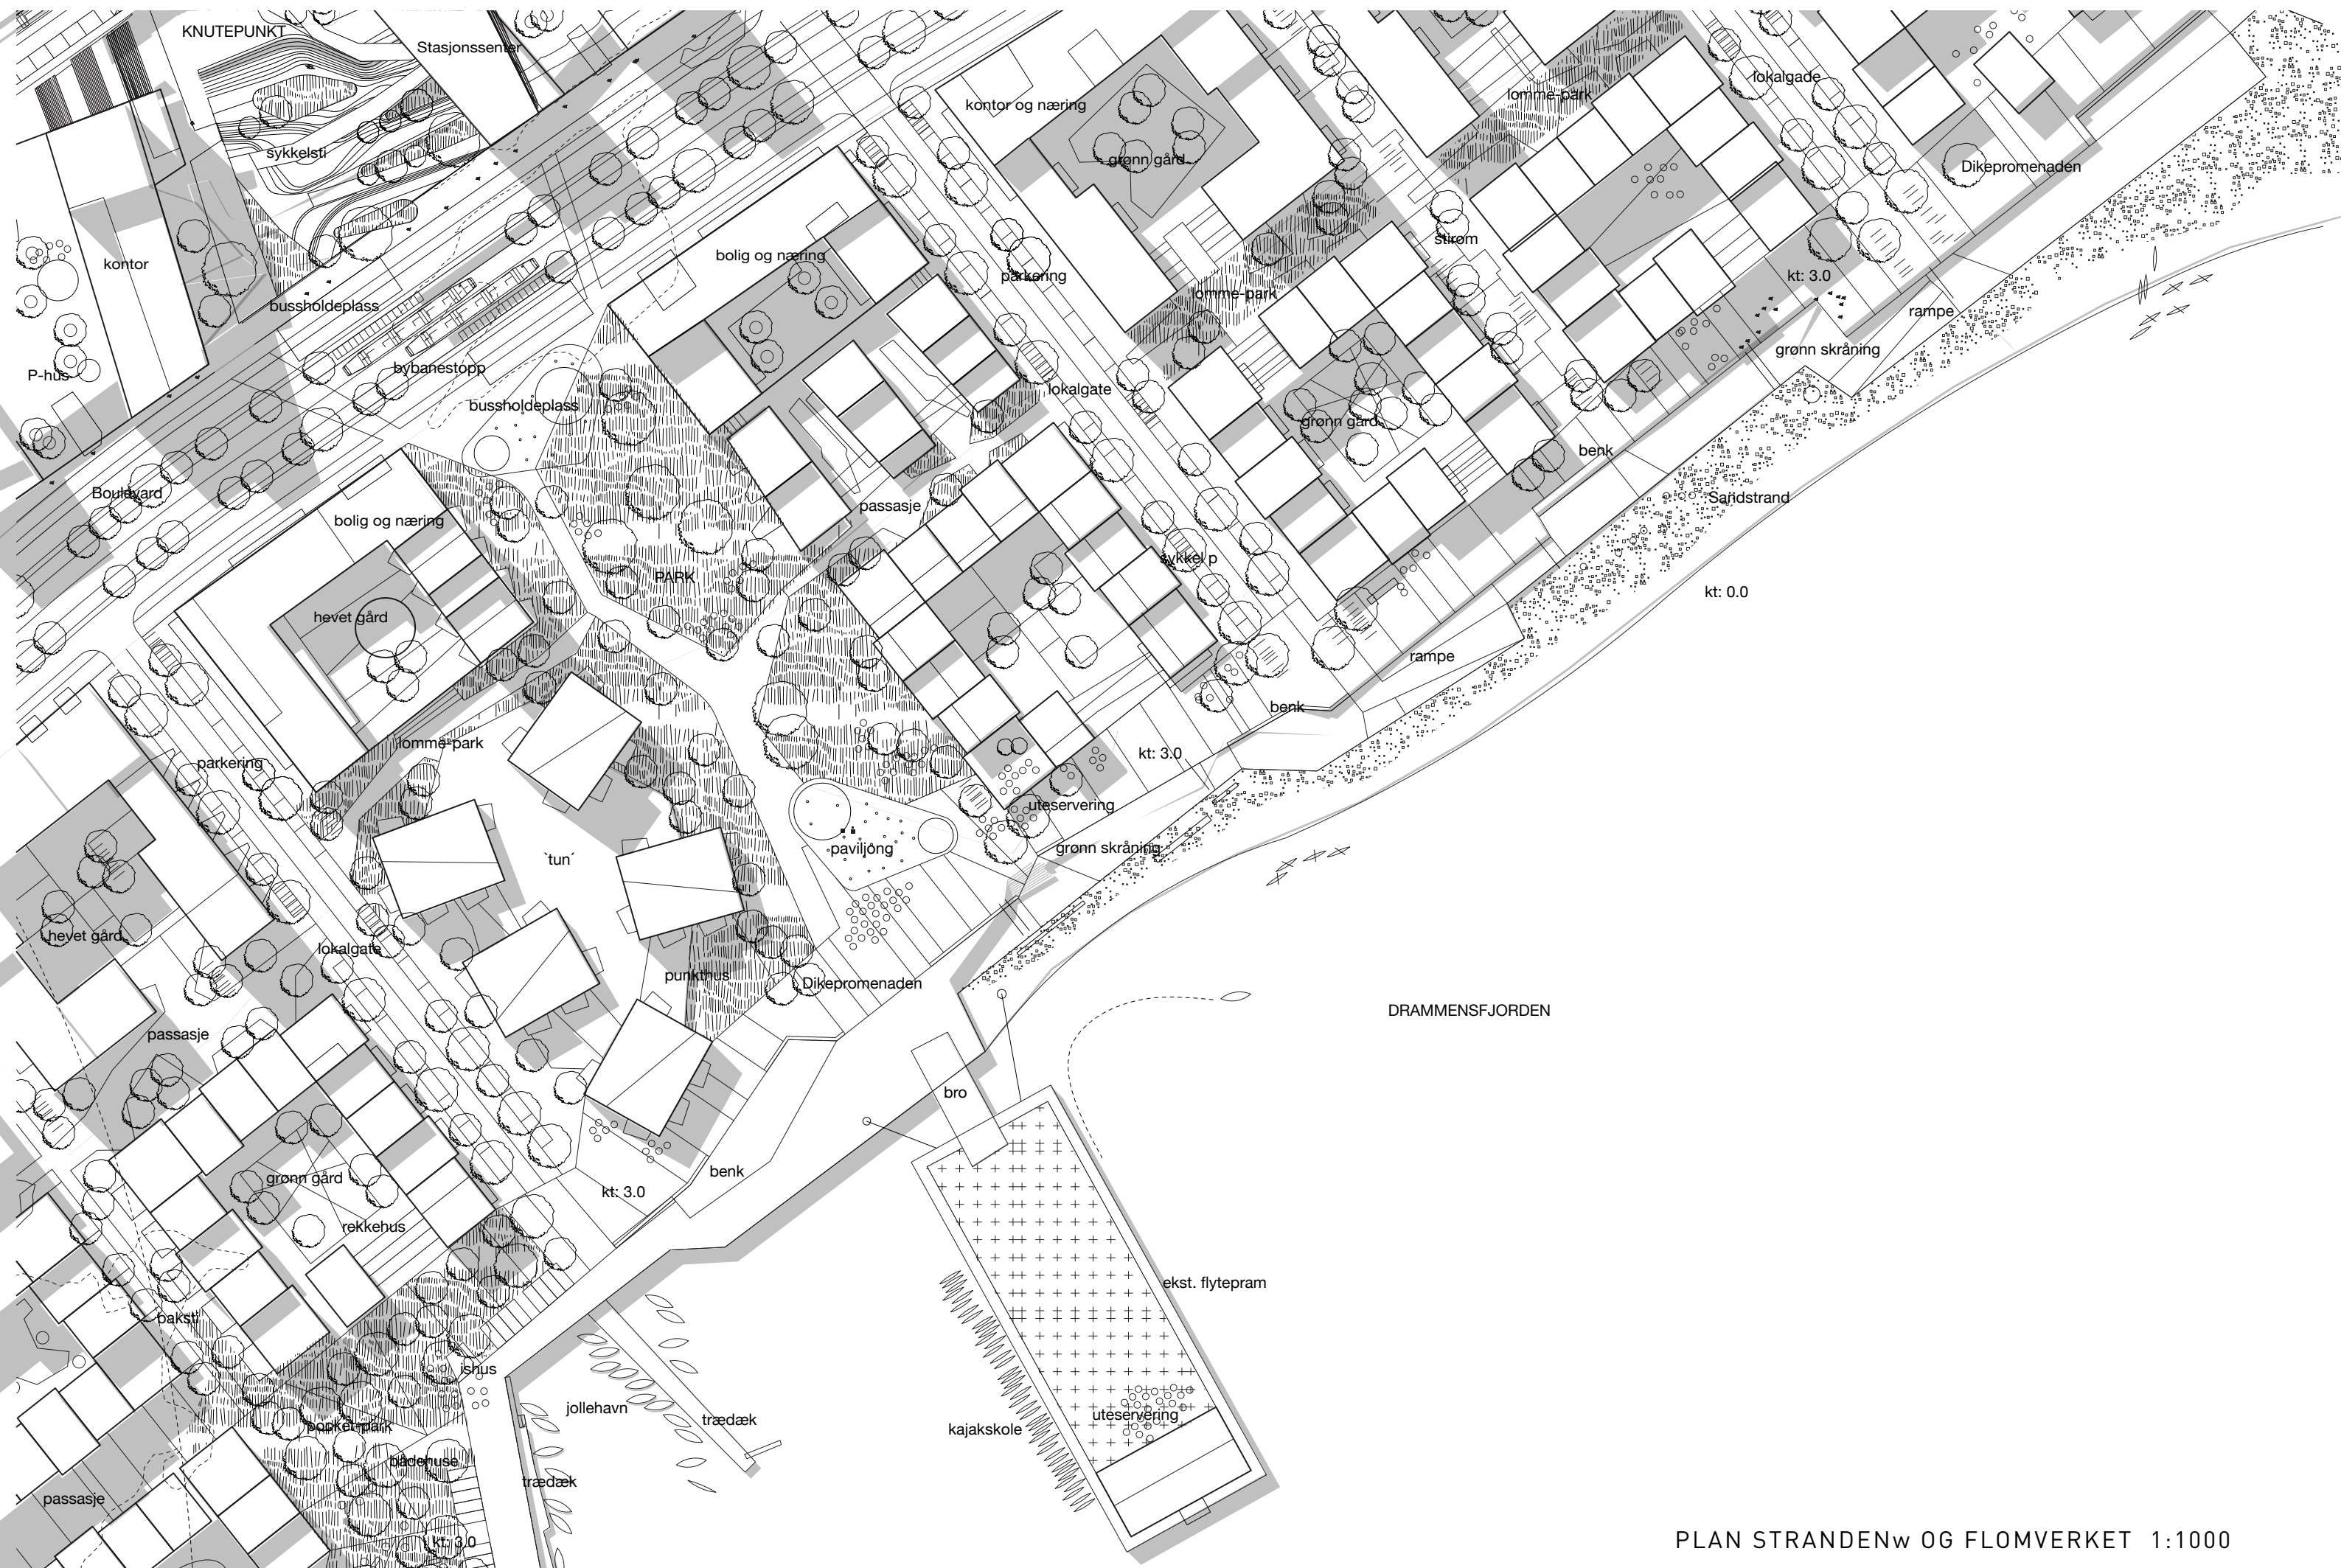 KNUTEPUNKT
Stasjonssenter
lokalgade
kontor og næring
lomme-park
sykkelsti
grønn gård
Dikepromenaden
stirom
bolig og næring
kontor
parkering
kt: 3.0
lomme-park
bussholdeplass
rampe
grønn skråning
P-hus
bybanestopp
lokalgate
bussholdeplass
grønn gård
benk
Boulevard
Sandstrand
passasje
bolig og næring
sykkel p
PARK
kt: 0.0
hevet gård
rampe
benk
lomme-park
kt: 3.0
parkering
uteservering
paviljong
grønn skråning
`tun´
hevet gård
lokalgate
punkthus
Dikepromenaden
DRAMMENSFJORDEN
passasje
bro
benk
grønn gård
kt: 3.0
rekkehus
ekst. flytepram
baksti
ishus
jollehavn
uteservering
trædæk
pocket-park
kajakskole
bådehuse
trædæk
passasje
kt: 3.0
PLAN STRANDENw OG FLOMVERKET 1:1000